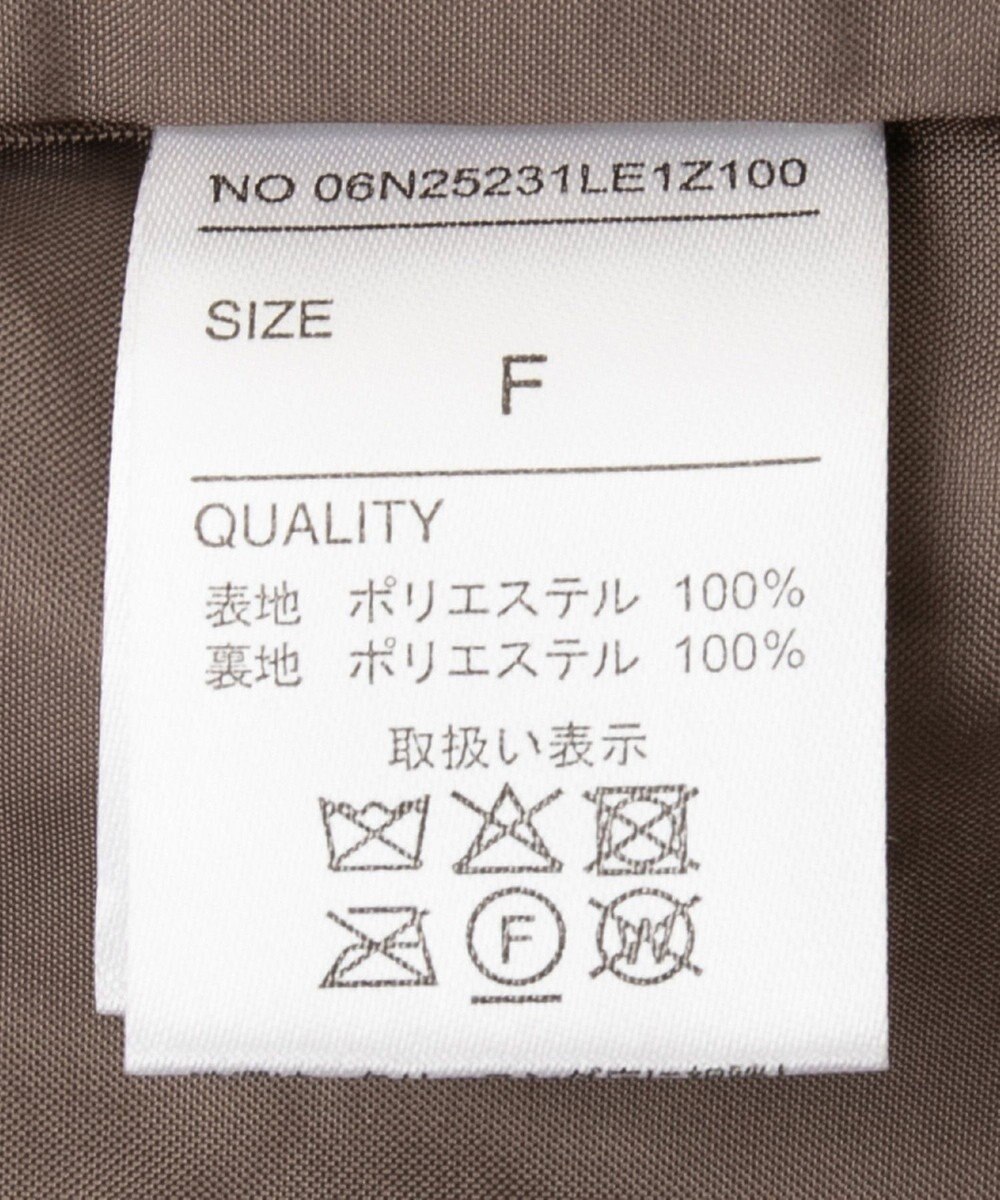 NO 06N25231LE1Z100
SIZE
F
QUALITY
表地 ポリエステル 100%
裏地 ポリエステル 100%
取扱い表示
F
W